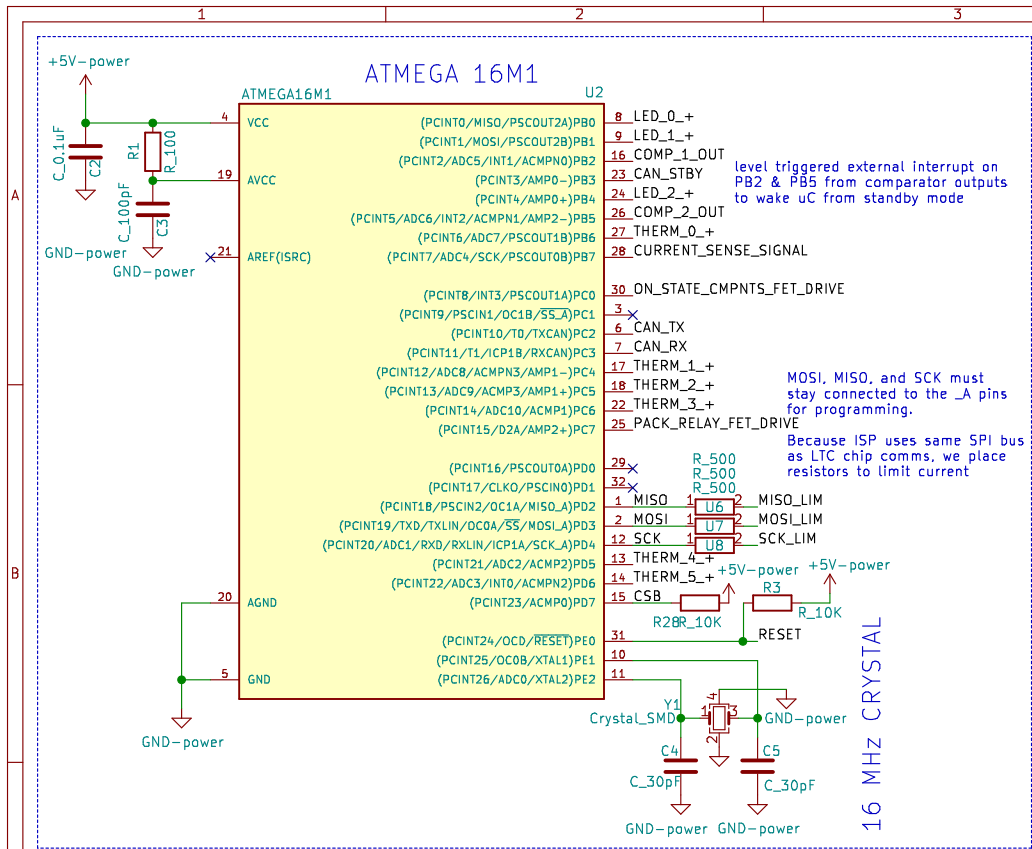 1 2 3
A
B
+5V-power
ATMEGA 16M1
ATMEGA16M1
U2
4 VCC
19 AVCC
21 AREF(ISRC)
20 AGND
5 GND
C_0.1uF
C2
R1
R_100
C_100pF
C3
GND-power
GND-power
GND-power
(PCINT0/MISO/PSCOUT2A)PB0 8 LED_0_+
(PCINT1/MOSI/PSCOUT2B)PB1 9 LED_1_+
(PCINT2/ADC5/INT1/ACMPN0)PB2 16 COMP_1_OUT
(PCINT3/AMP0-)PB3 23 CAN_STBY
(PCINT4/AMP0+)PB4 24 LED_2_+
(PCINT5/ADC6/INT2/ACMPN1/AMP2-)PB5 26 COMP_2_OUT
(PCINT6/ADC7/PSCOUT1B)PB6 27 THERM_0_+
(PCINT7/ADC4/SCK/PSCOUT0B)PB7 28 CURRENT_SENSE_SIGNAL
level triggered external interrupt on
PB2 & PB5 from comparator outputs
to wake uC from standby mode
(PCINT8/INT3/PSCOUT1A)PC0 30 ON_STATE_CMPNTS_FET_DRIVE
(PCINT9/PSCIN1/OC1B/SS_A)PC1 3
(PCINT10/T0/TXCAN)PC2 6 CAN_TX
(PCINT11/T1/ICP1B/RXCAN)PC3 7 CAN_RX
(PCINT12/ADC8/ACMPN3/AMP1-)PC4 17 THERM_1_+
(PCINT13/ADC9/ACMP3/AMP1+)PC5 18 THERM_2_+
(PCINT14/ADC10/ACMP1)PC6 22 THERM_3_+
(PCINT15/D2A/AMP2+)PC7 25 PACK_RELAY_FET_DRIVE
MOSI, MISO, and SCK must
stay connected to the _A pins
for programming.
Because ISP uses same SPI bus
as LTC chip comms, we place
resistors to limit current
R_500
R_500
R_500
(PCINT16/PSCOUT0A)PD0 29
(PCINT17/CLKO/PSCIN0)PD1 32
(PCINT18/PSCIN2/OC1A/MISO_A)PD2 1 MISO 1 U6 2 MISO_LIM
(PCINT19/TXD/TXLIN/OC0A/SS/MOSI_A)PD3 2 MOSI 1 U7 2 MOSI_LIM
(PCINT20/ADC1/RXD/RXLIN/ICP1A/SCK_A)PD4 12 SCK 1 U8 2 SCK_LIM
(PCINT21/ADC2/ACMP2)PD5 13 THERM_4_+
(PCINT22/ADC3/INT0/ACMPN2)PD6 14 THERM_5_+
(PCINT23/ACMP0)PD7 15 CSB
+5V-power
+5V-power
R28 R_10K
R3
R_10K
(PCINT24/OCD/RESET)PE0 31 RESET
(PCINT25/OC0B/XTAL1)PE1 10
(PCINT26/ADC0/XTAL2)PE2 11
Y1
Crystal_SMD
1 2 3 4
GND-power
C4
C_30pF
C5
C_30pF
GND-power
GND-power
16 MHz CRYSTAL